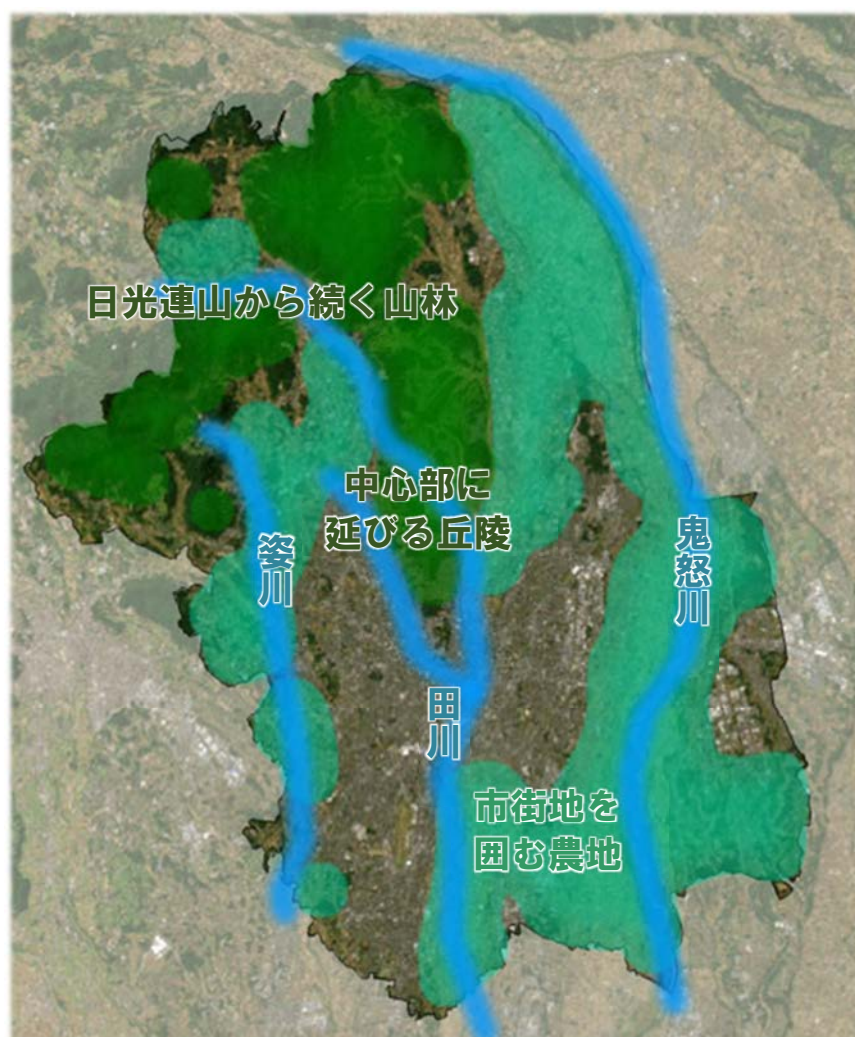 日光連山から続く山林
中心部に
延びる丘陵
姿川
鬼怒川
田川
市街地を
囲む農地